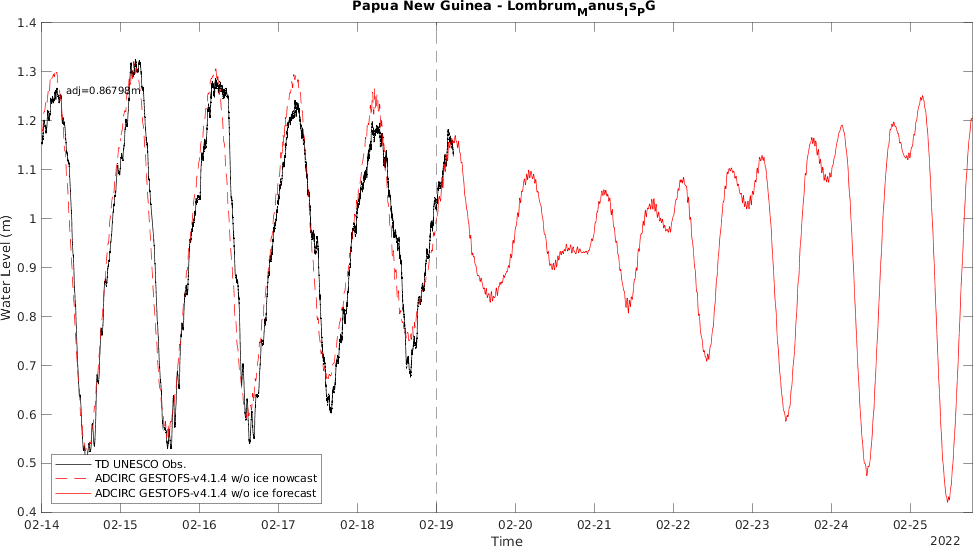 Papua New Guinea - Lombrum_Manus_Is_PG
1.4
1.3
1.2
1.1
1
0.9
0.8
0.7
0.6
0.5
0.4
Water Level (m)
adj=0.86798m
TD UNESCO Obs.
ADCIRC GESTOFS-v4.1.4 w/o ice nowcast
ADCIRC GESTOFS-v4.1.4 w/o ice forecast
02-14 02-15 02-16 02-17 02-18 02-19 02-20 02-21 02-22 02-23 02-24 02-25
Time
2022